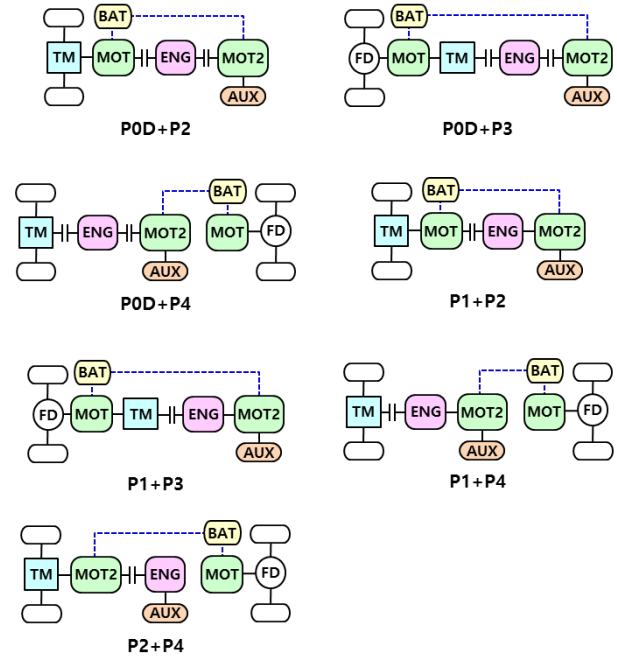 BAT
TM MOT ENG MOT2
AUX
P0D+P2
BAT
FD MOT TM ENG MOT2
AUX
P0D+P3
BAT
TM ENG MOT2 MOT FD
AUX
P0D+P4
BAT
TM MOT ENG MOT2
AUX
P1+P2
BAT
FD MOT TM ENG MOT2
AUX
P1+P3
BAT
TM ENG MOT2 MOT FD
AUX
P1+P4
BAT
TM MOT2 ENG MOT FD
AUX
P2+P4